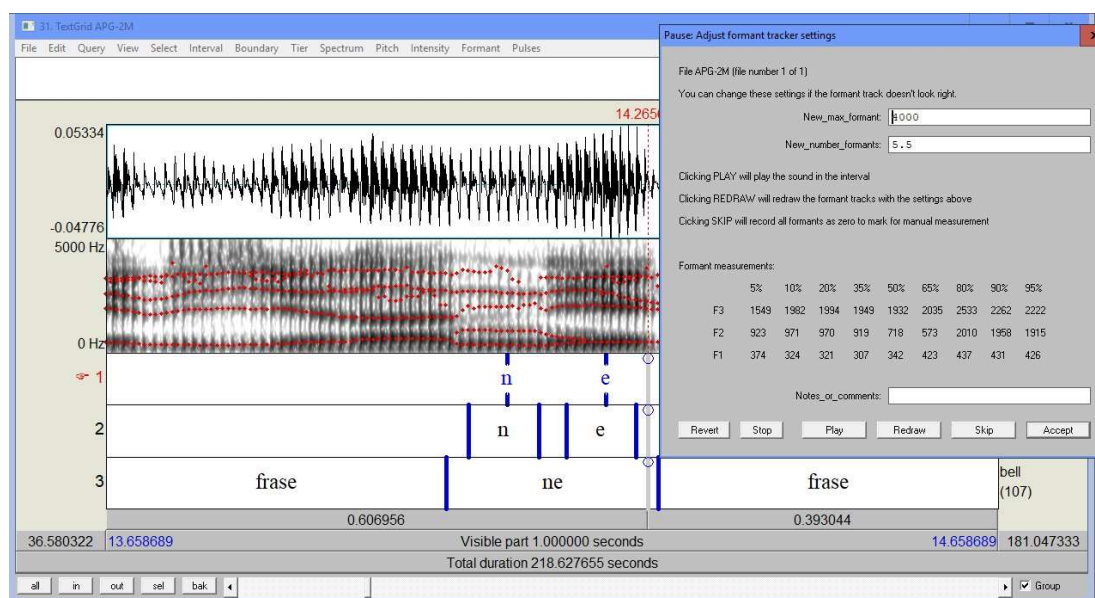 31. TextGrid APG-2M
File Edit Query View Select Interval Boundary Tier Spectrum Pitch Intensity Formant Pulses
14.265
0.05334
-0.04776
5000 Hz
0 Hz
1
n e
2
n e
3
frase ne frase
bell
(107)
0.606956 0.393044
36.580322 13.658689 Visible part 1.000000 seconds 14.658689 181.047333
Total duration 218.627655 seconds
all in out sel bak Group
Pause: Adjust formant tracker settings
File APG-2M (file number 1 of 1)
You can change these settings if the formant track doesn't look right.
New_max_formant: 4000
New_number_formants: 5.5
Clicking PLAY will play the sound in the interval
Clicking REDRAW will redraw the formant tracks with the settings above
Cicking SKIP will record all formants as zero to mark for manual measurement
Formant measurements:
5% 10% 20% 35% 50% 65% 80% 90% 95%
F3 1549 1982 1994 1949 1932 2035 2533 2262 2222
F2 923 971 970 919 718 573 2010 1958 1915
F1 374 324 321 307 342 423 437 431 426
Notes_or_comments:
Revert Stop Play Redraw Skip Accept